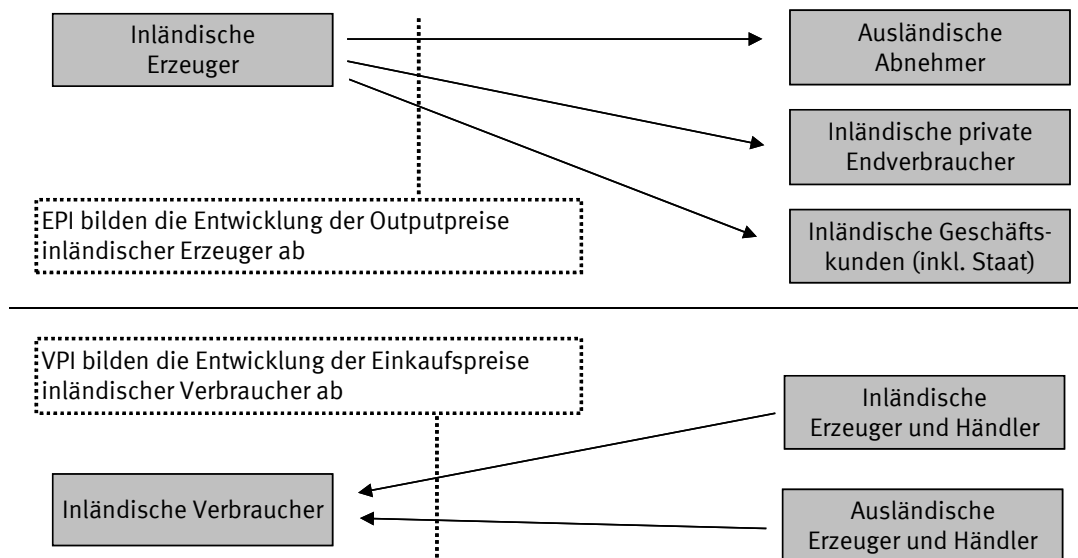 Inländische
Erzeuger
Ausländische
Abnehmer
Inländische private
Endverbraucher
EPI bilden die Entwicklung der Outputpreise
inländischer Erzeuger ab
Inländische Geschäfts-
kunden (inkl. Staat)
VPI bilden die Entwicklung der Einkaufspreise
inländischer Verbraucher ab
Inländische
Erzeuger und Händler
Inländische Verbraucher
Ausländische
Erzeuger und Händler